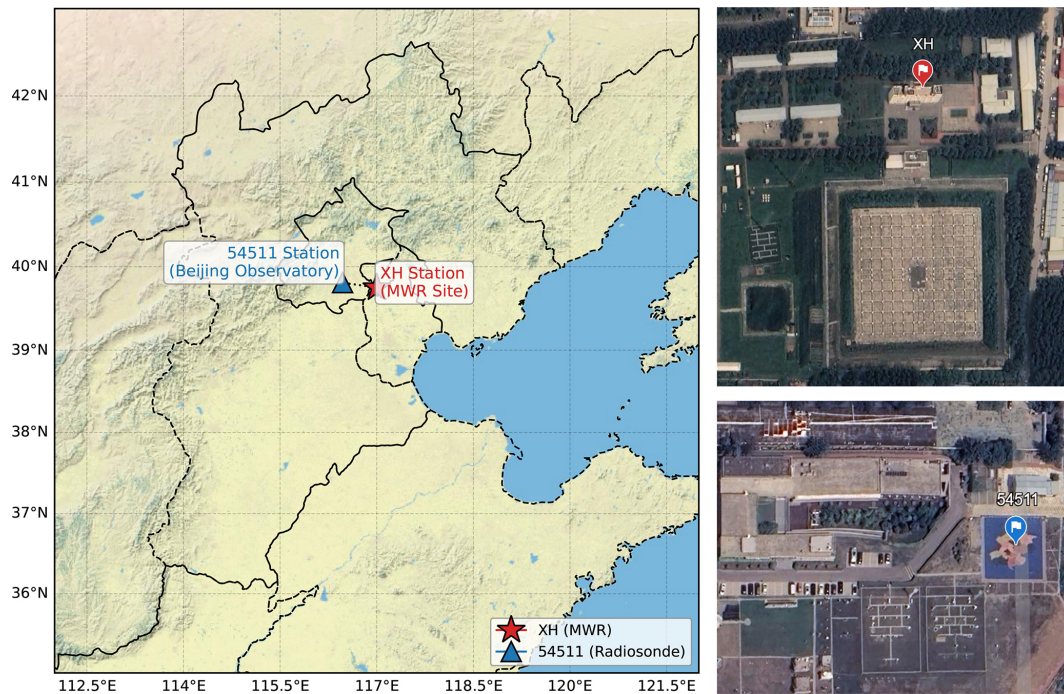 42°N
41°N
40°N
39°N
38°N
37°N
36°N
112.5°E
114°E
115.5°E
117°E
118.5°E
120°E
121.5°E
54511 Station
(Beijing Observatory)
XH Station
(MWR Site)
XH (MWR)
54511 (Radiosonde)
XH
54511